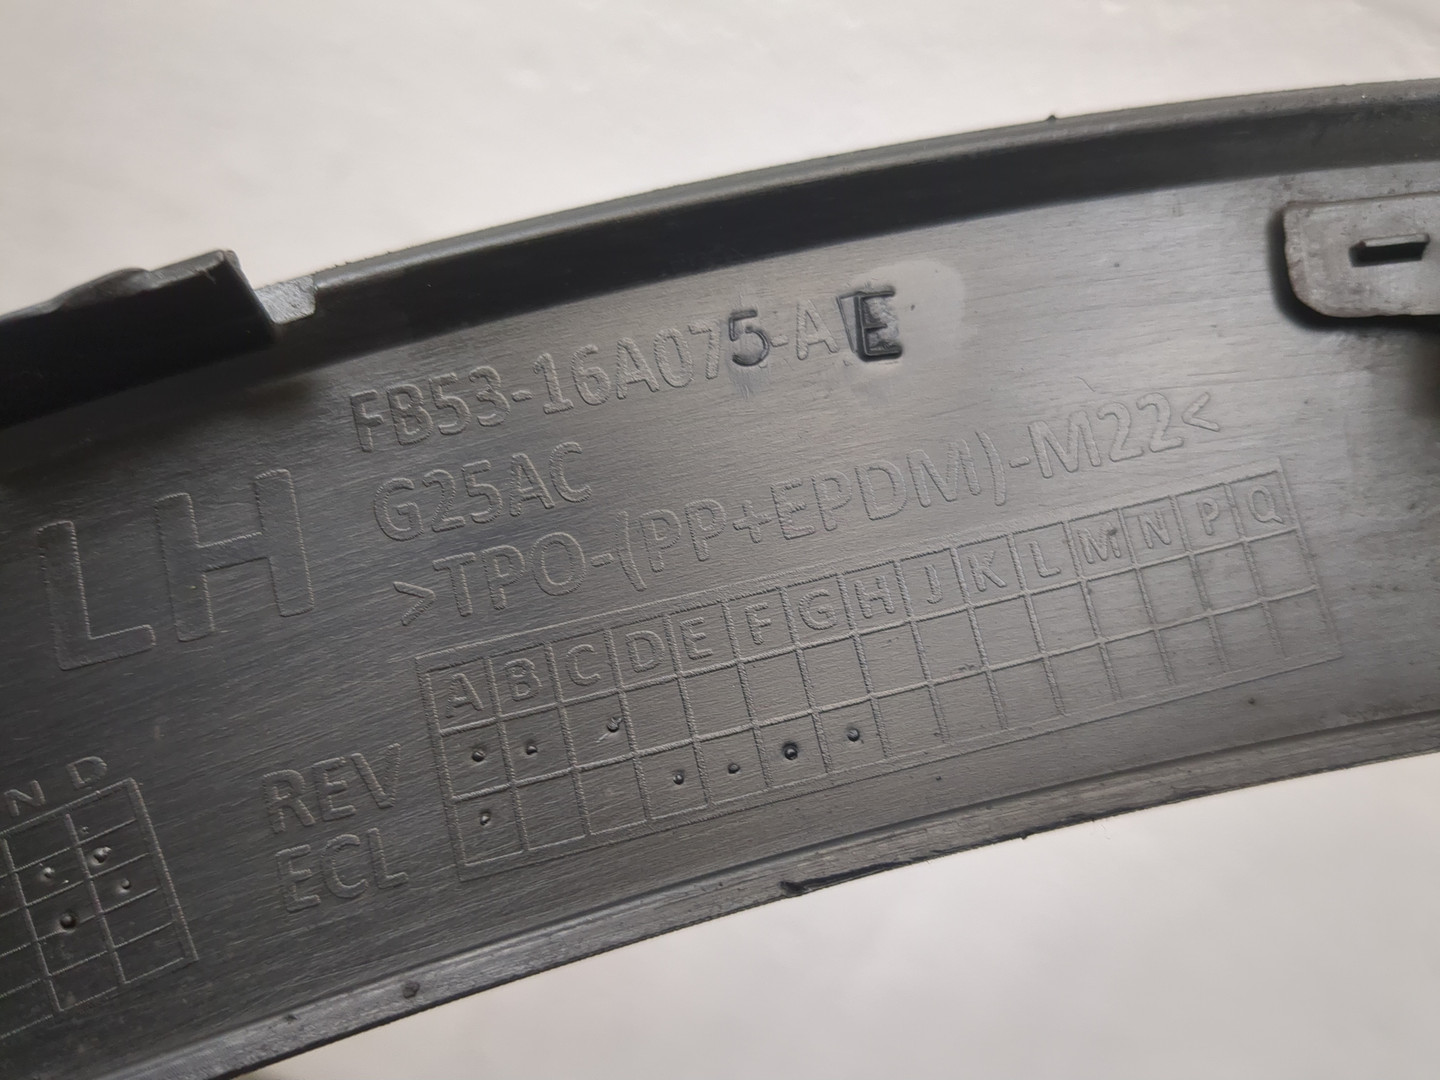 FB53-16A075-AE
LH
G25AC
>TPO-(PP+EPDM)-M22<
A B C D E F G H J K L M N P Q
REV
ECL
N D